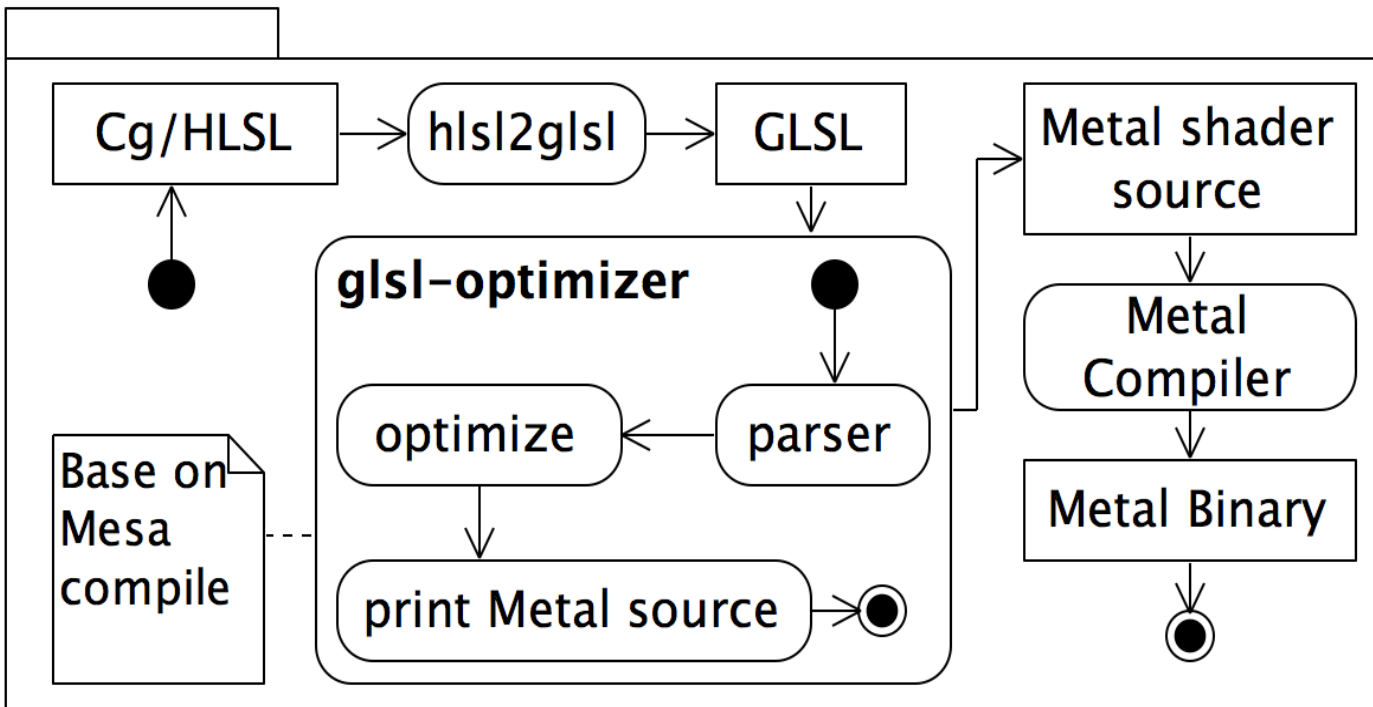 Cg/HLSL
hlsl2glsl
GLSL
Metal shader
source
glsl-optimizer
Metal
Compiler
optimize
parser
Base on
Mesa
compile
Metal Binary
print Metal source